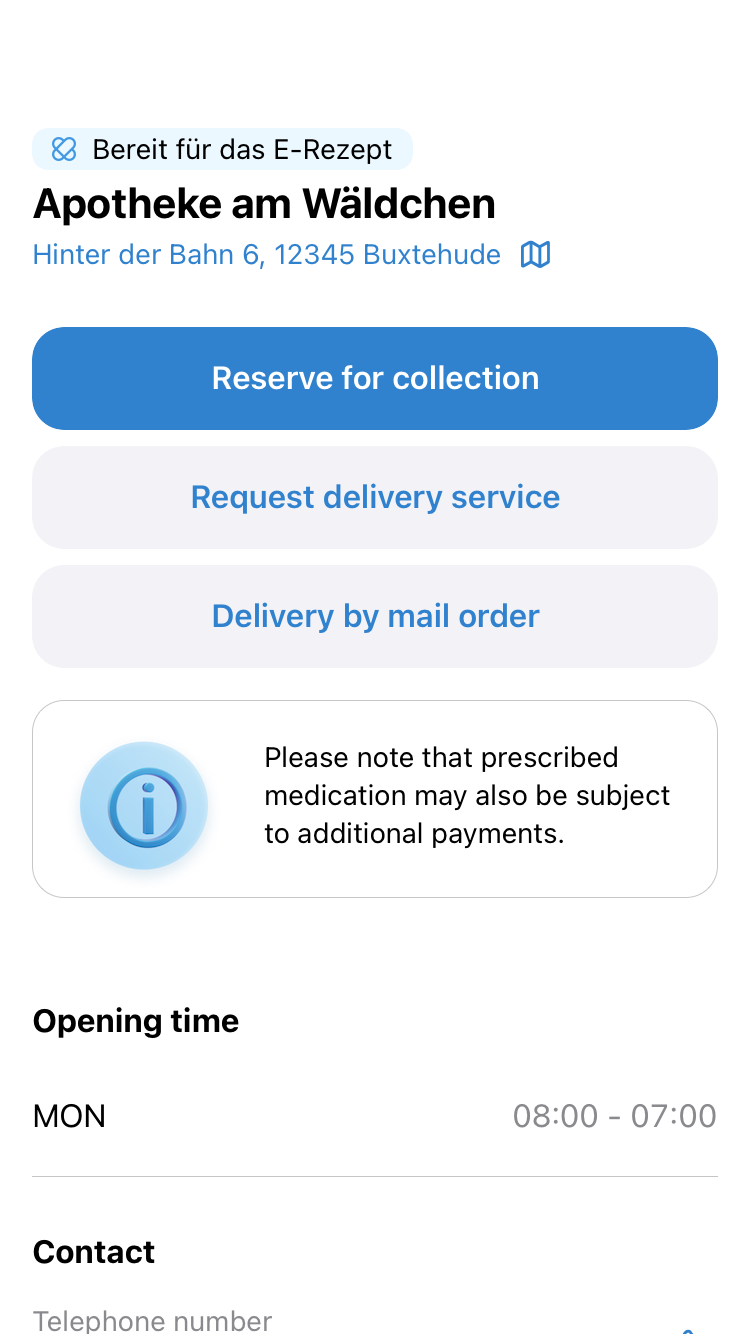 Bereit für das E-Rezept
Apotheke am Wäldchen
Hinter der Bahn 6, 12345 Buxtehude
Reserve for collection
Request delivery service
Delivery by mail order
Please note that prescribed
medication may also be subject
to additional payments.
Opening time
MON 08:00 - 07:00
Contact
Telephone number